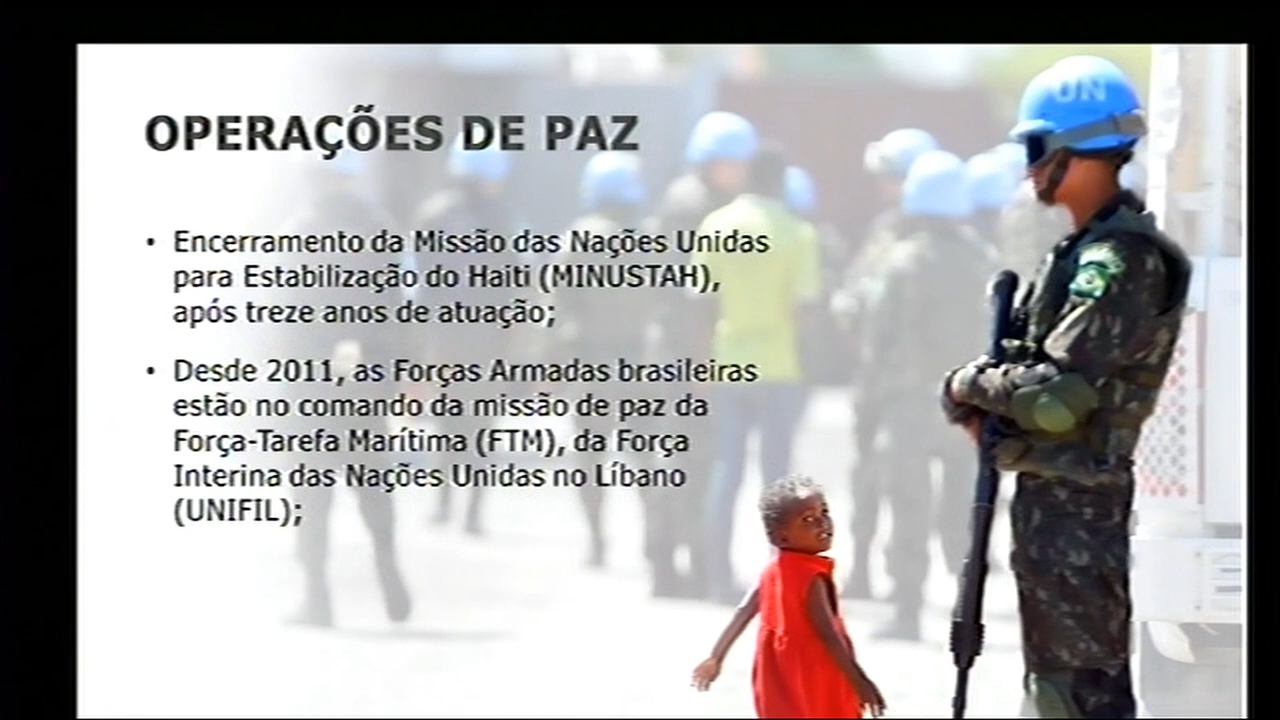 OPERAÇÕES DE PAZ
• Encerramento da Missão das Nações Unidas
para Estabilização do Haiti (MINUSTAH),
após treze anos de atuação;
• Desde 2011, as Forças Armadas brasileiras
estão no comando da missão de paz da
Força-Tarefa Marítima (FTM), da Força
Interina das Nações Unidas no Líbano
(UNIFIL);
UN